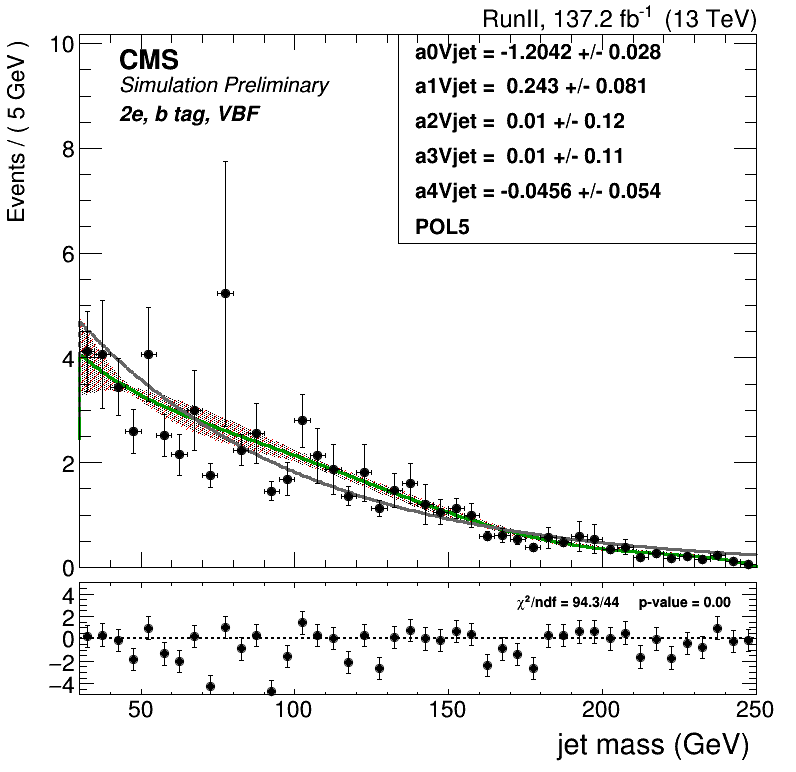 RunII, 137.2 fb⁻¹ (13 TeV)
CMS
Simulation Preliminary
2e, b tag, VBF
a0Vjet = -1.2042 +/- 0.028
a1Vjet = 0.243 +/- 0.081
a2Vjet = 0.01 +/- 0.12
a3Vjet = 0.01 +/- 0.11
a4Vjet = -0.0456 +/- 0.054
POL5
Events / ( 5 GeV )
10
8
6
4
2
0
χ²/ndf = 94.3/44 p-value = 0.00
4
2
0
−2
−4
50 100 150 200 250
jet mass (GeV)